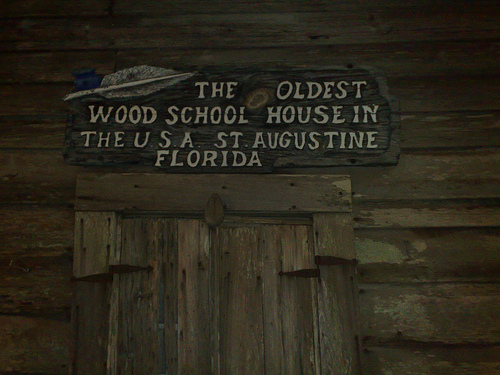 THE OLDEST
WOOD SCHOOL HOUSE IN
THE U.S.A. ST. AUGUSTINE
FLORIDA